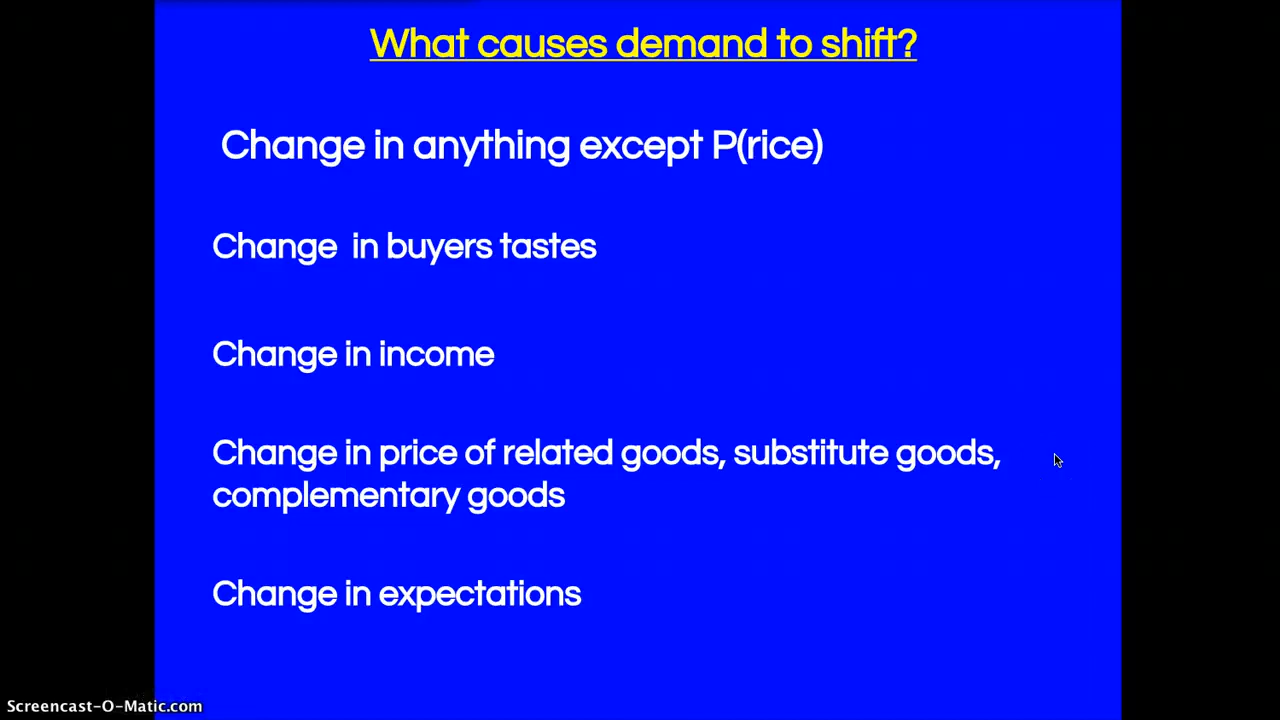 What causes demand to shift?
Change in anything except P(rice)
Change in buyers tastes
Change in income
Change in price of related goods, substitute goods,
complementary goods
Change in expectations
Screencast-O-Matic.com